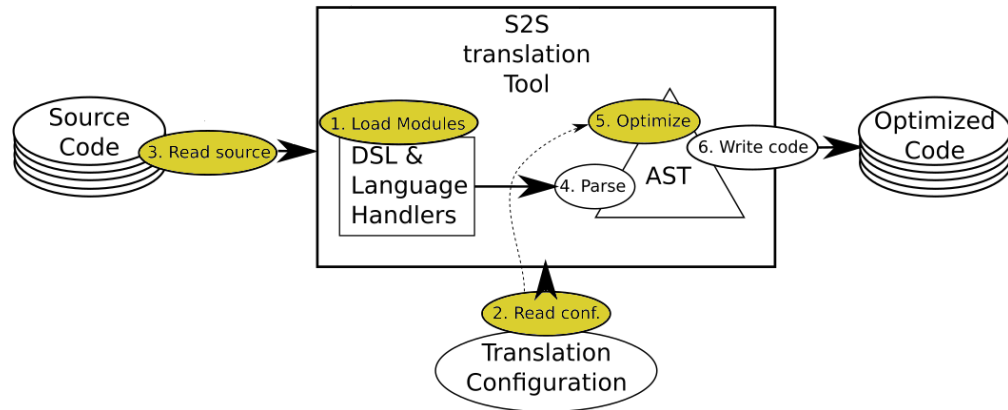 S2S
translation
Tool
Source
Code
3. Read source
1. Load Modules
DSL &
Language
Handlers
4. Parse
5. Optimize
AST
6. Write code
Optimized
Code
2. Read conf.
Translation
Configuration